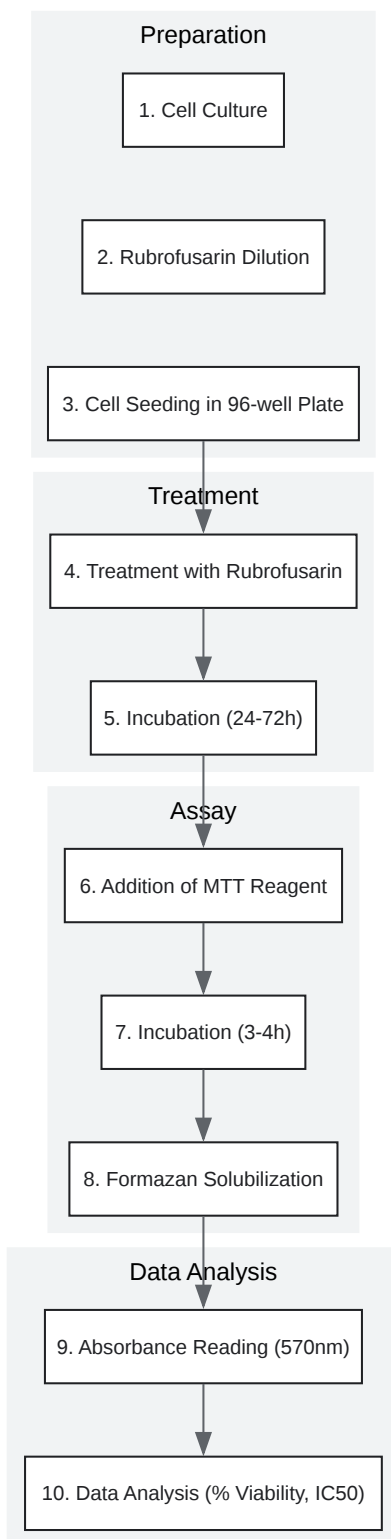 Preparation
1. Cell Culture
2. Rubrofusarin Dilution
3. Cell Seeding in 96-well Plate
Treatment
4. Treatment with Rubrofusarin
5. Incubation (24-72h)
Assay
6. Addition of MTT Reagent
7. Incubation (3-4h)
8. Formazan Solubilization
Data Analysis
9. Absorbance Reading (570nm)
10. Data Analysis (% Viability, IC50)